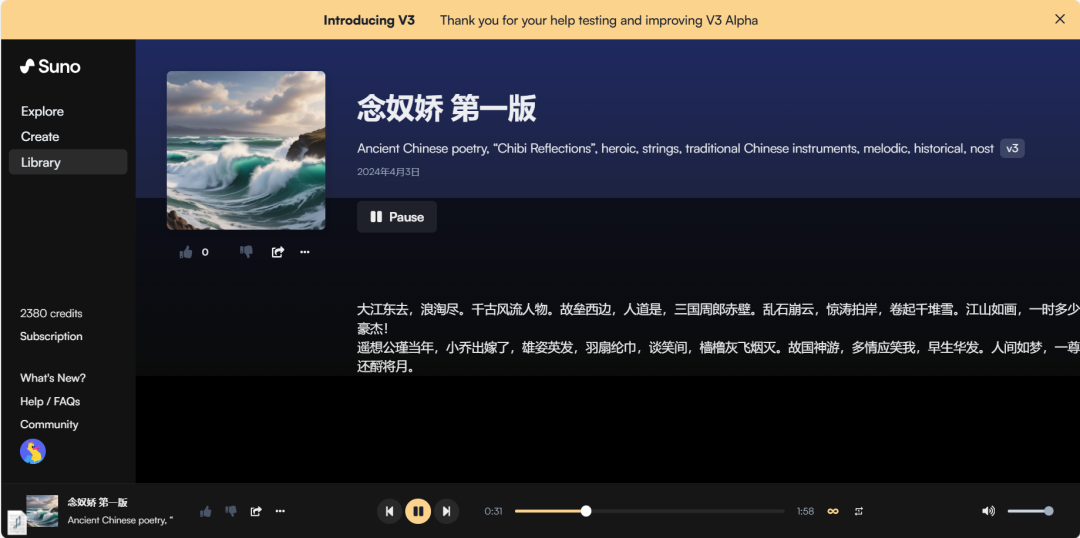 Introducing V3 Thank you for your help testing and improving V3 Alpha
Suno
Explore
Create
Library
念奴娇 第一版
Ancient Chinese poetry, “Chibi Reflections”, heroic, strings, traditional Chinese instruments, melodic, historical, nost v3
2024年4月3日
Pause
0
大江东去，浪淘尽。千古风流人物。故垒西边，人道是，三国周郎赤壁。乱石崩云，惊涛拍岸，卷起千堆雪。江山如画，一时多少
豪杰！
遥想公瑾当年，小乔出嫁了，雄姿英发，羽扇纶巾，谈笑间，樯橹灰飞烟灭。故国神游，多情应笑我，早生华发。人间如梦，一尊
还酹将月。
2380 credits
Subscription
What's New?
Help / FAQs
Community
念奴娇 第一版
Ancient Chinese poetry, "
0:31
1:58